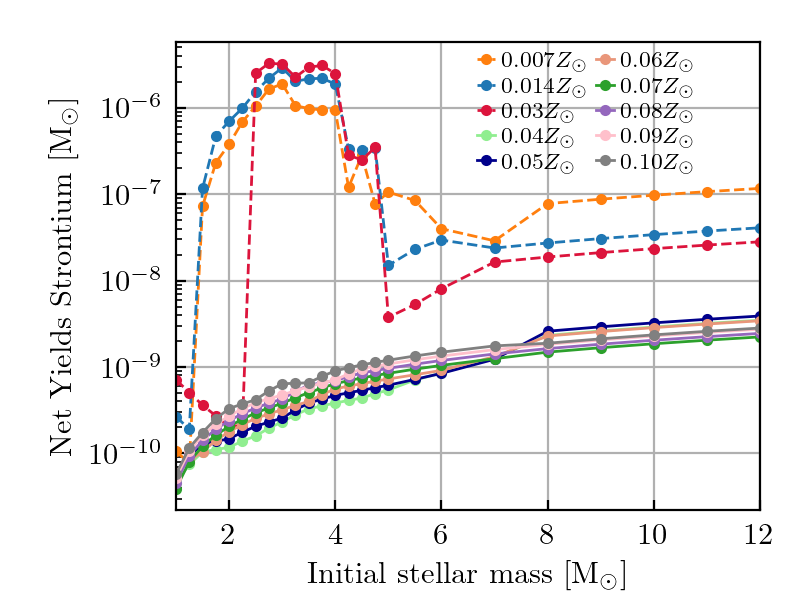 0.007Z⊙ 0.06Z⊙
0.014Z⊙ 0.07Z⊙
0.03Z⊙ 0.08Z⊙
0.04Z⊙ 0.09Z⊙
0.05Z⊙ 0.10Z⊙
Net Yields Strontium [M⊙]
10⁻⁶
10⁻⁷
10⁻⁸
10⁻⁹
10⁻¹⁰
2 4 6 8 10 12
Initial stellar mass [M⊙]